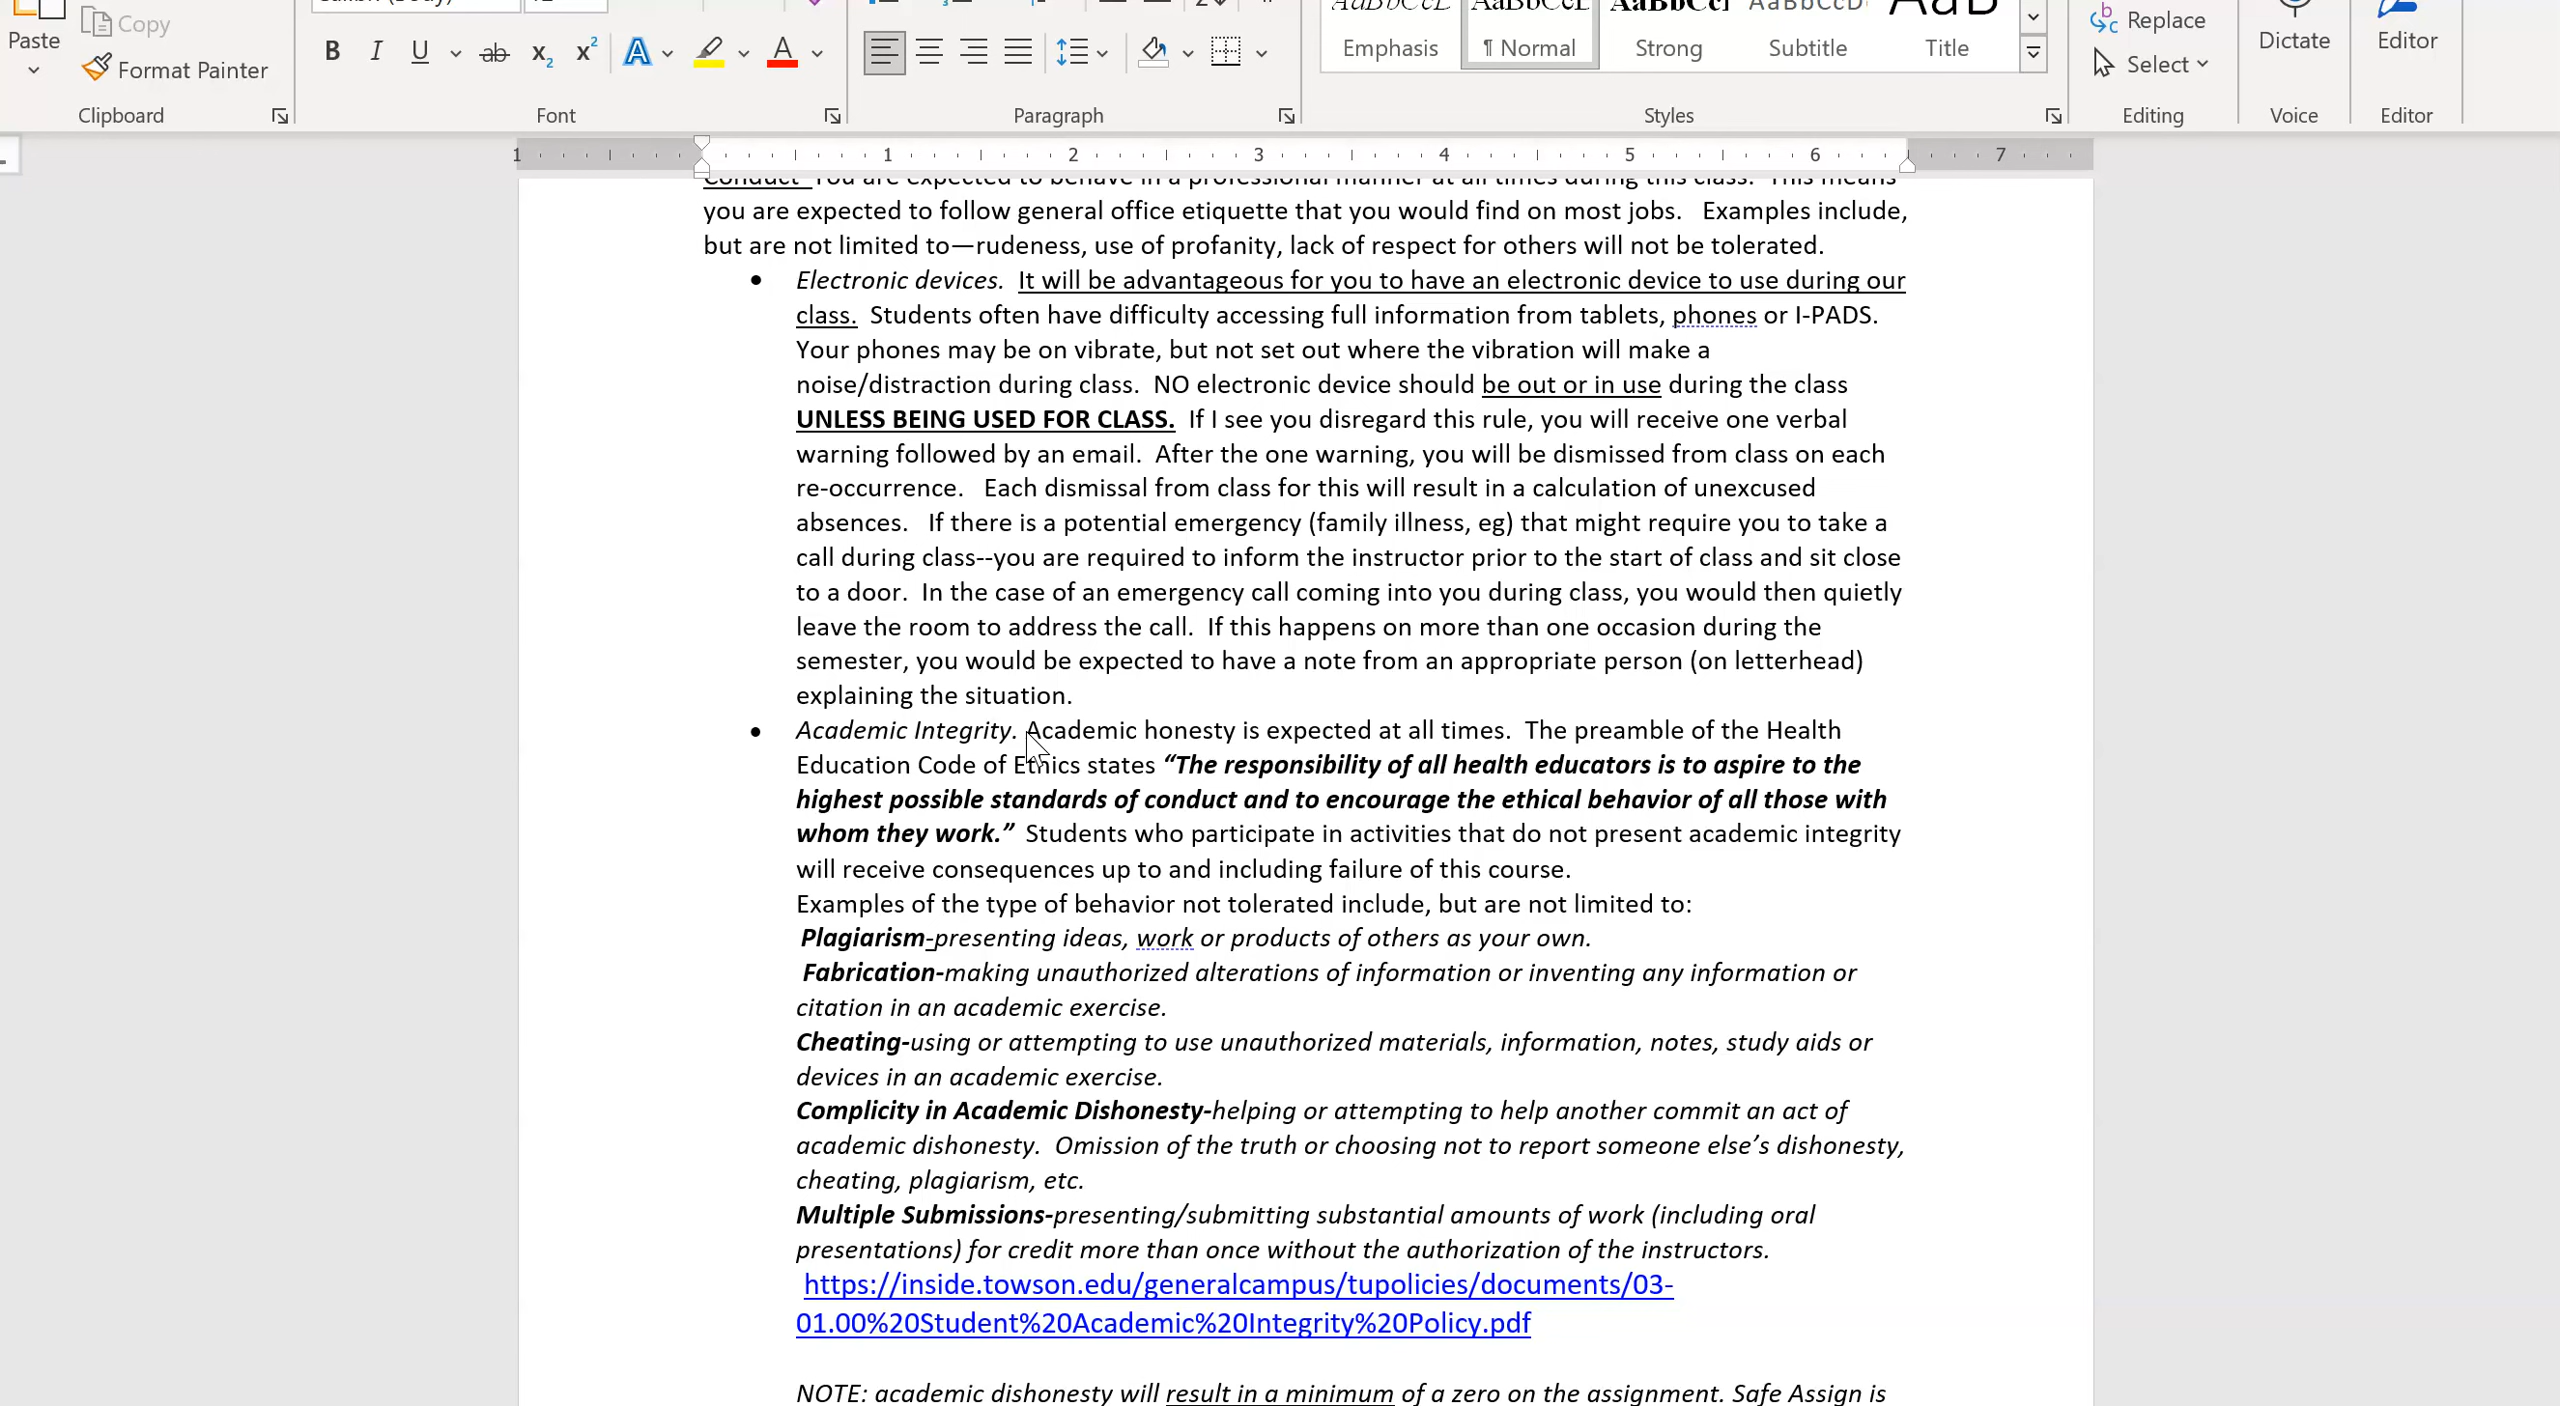 Paste
Copy
Format Painter
Clipboard
B I U ab x2 x2 A A
Font
Paragraph
Emphasis
¶ Normal
Strong
Subtitle
Title
Styles
Replace
Select
Editing
Dictate
Voice
Editor
Editor
1 1 2 3 4 5 6 7
Conduct You are expected to behave in a professional manner at all times during this class. This means
you are expected to follow general office etiquette that you would find on most jobs. Examples include,
but are not limited to—rudeness, use of profanity, lack of respect for others will not be tolerated.
• Electronic devices. It will be advantageous for you to have an electronic device to use during our
class. Students often have difficulty accessing full information from tablets, phones or I-PADS.
Your phones may be on vibrate, but not set out where the vibration will make a
noise/distraction during class. NO electronic device should be out or in use during the class
UNLESS BEING USED FOR CLASS. If I see you disregard this rule, you will receive one verbal
warning followed by an email. After the one warning, you will be dismissed from class on each
re-occurrence. Each dismissal from class for this will result in a calculation of unexcused
absences. If there is a potential emergency (family illness, eg) that might require you to take a
call during class--you are required to inform the instructor prior to the start of class and sit close
to a door. In the case of an emergency call coming into you during class, you would then quietly
leave the room to address the call. If this happens on more than one occasion during the
semester, you would be expected to have a note from an appropriate person (on letterhead)
explaining the situation.
• Academic Integrity. Academic honesty is expected at all times. The preamble of the Health
Education Code of Ethics states “The responsibility of all health educators is to aspire to the
highest possible standards of conduct and to encourage the ethical behavior of all those with
whom they work.” Students who participate in activities that do not present academic integrity
will receive consequences up to and including failure of this course.
Examples of the type of behavior not tolerated include, but are not limited to:
Plagiarism-presenting ideas, work or products of others as your own.
Fabrication-making unauthorized alterations of information or inventing any information or
citation in an academic exercise.
Cheating-using or attempting to use unauthorized materials, information, notes, study aids or
devices in an academic exercise.
Complicity in Academic Dishonesty-helping or attempting to help another commit an act of
academic dishonesty. Omission of the truth or choosing not to report someone else’s dishonesty,
cheating, plagiarism, etc.
Multiple Submissions-presenting/submitting substantial amounts of work (including oral
presentations) for credit more than once without the authorization of the instructors.
https://inside.towson.edu/generalcampus/tupolicies/documents/03-
01.00%20Student%20Academic%20Integrity%20Policy.pdf
NOTE: academic dishonesty will result in a minimum of a zero on the assignment. Safe Assign is